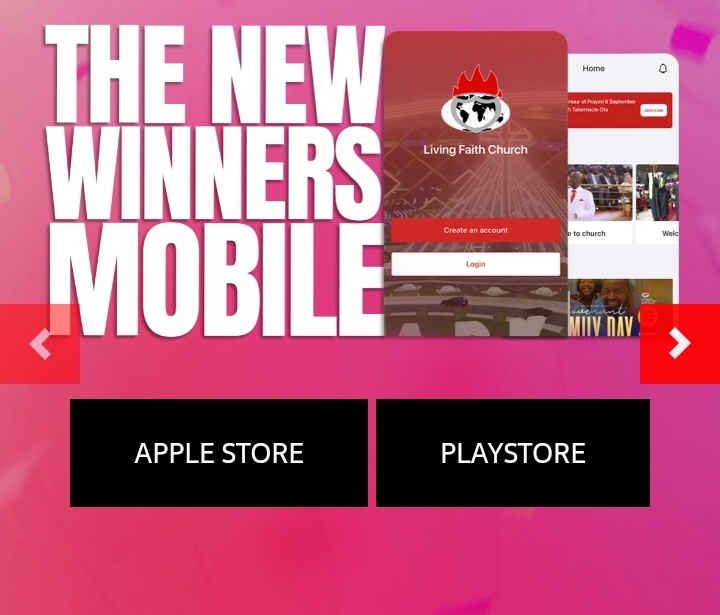 THE NEW
WINNERS
MOBILE
Living Faith Church
Create an account
Login
Home
Hour of Prayer| 6 September
Tabernacle Ota
Join Live
to church
DAY
APPLE STORE
PLAYSTORE